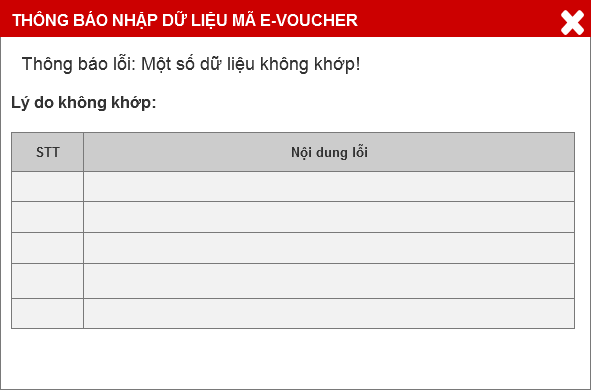 THÔNG BÁO NHẬP DỮ LIỆU MÃ E-VOUCHER
Thông báo lỗi: Một số dữ liệu không khớp!
Lý do không khớp:
STT Nội dung lỗi